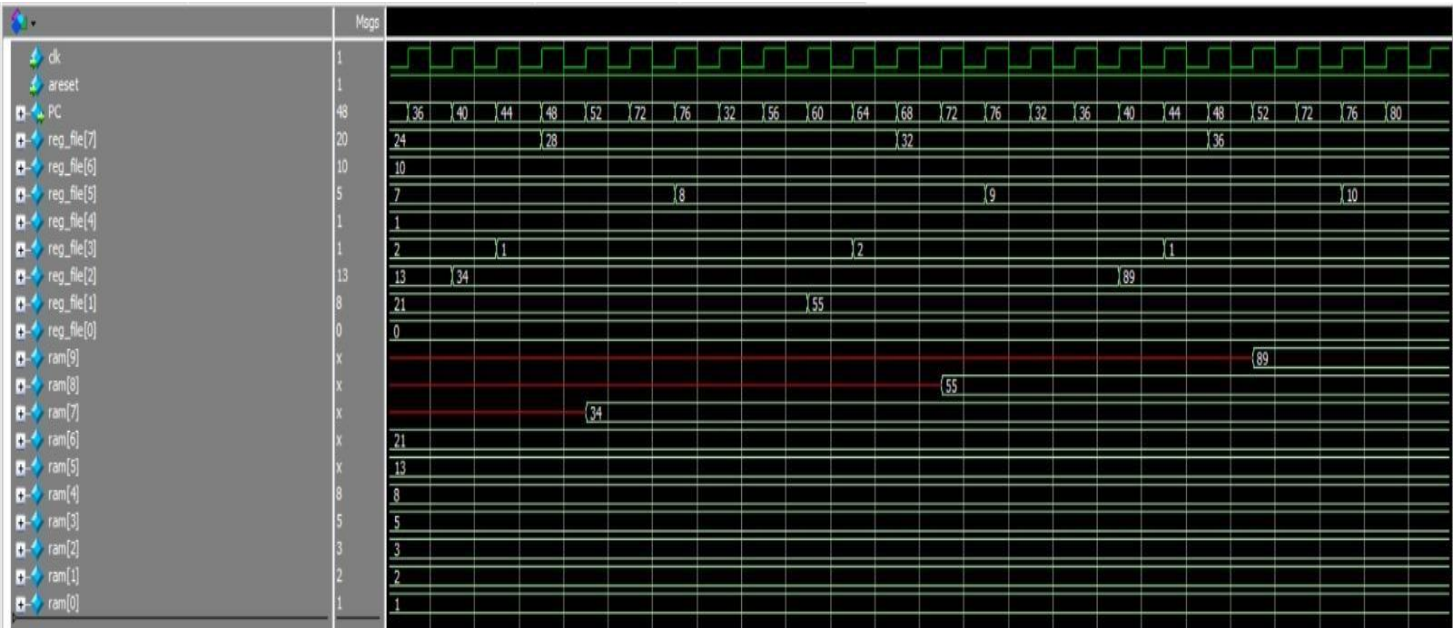 Msgs
clk 1
areset 1
PC 48 36 40 44 48 52 72 76 32 56 60 64 68 72 76 32 36 40 44 48 52 72 76 80
reg_file[7] 20 24 28 32 36
reg_file[6] 10 10
reg_file[5] 5 7 8 9 10
reg_file[4] 1 1
reg_file[3] 1 2 1 2 1
reg_file[2] 13 13 34 89
reg_file[1] 8 21 55
reg_file[0] 0 0
ram[9] x 89
ram[8] x 55
ram[7] x 34
ram[6] x 21
ram[5] x 13
ram[4] 8 8
ram[3] 5 5
ram[2] 3 3
ram[1] 2 2
ram[0] 1 1